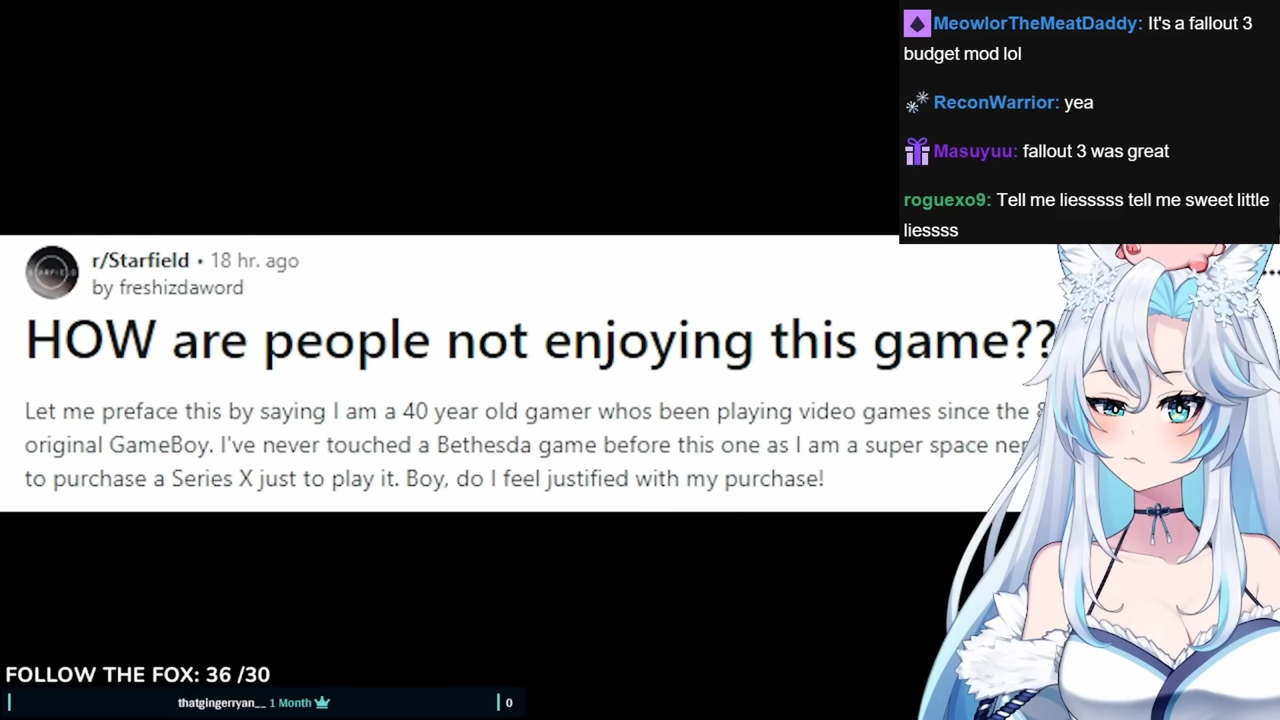 MeowlorTheMeatDaddy: It's a fallout 3
budget mod lol
ReconWarrior: yea
Masuyuu: fallout 3 was great
roguexo9: Tell me liesssss tell me sweet little
liessss
r/Starfield • 18 hr. ago
by freshizdaword
HOW are people not enjoying this game??
Let me preface this by saying I am a 40 year old gamer whos been playing video games since the
original GameBoy. I've never touched a Bethesda game before this one as I am a super space
to purchase a Series X just to play it. Boy, do I feel justified with my purchase!
FOLLOW THE FOX: 36 /30
thatgingerryan__ 1 Month
0